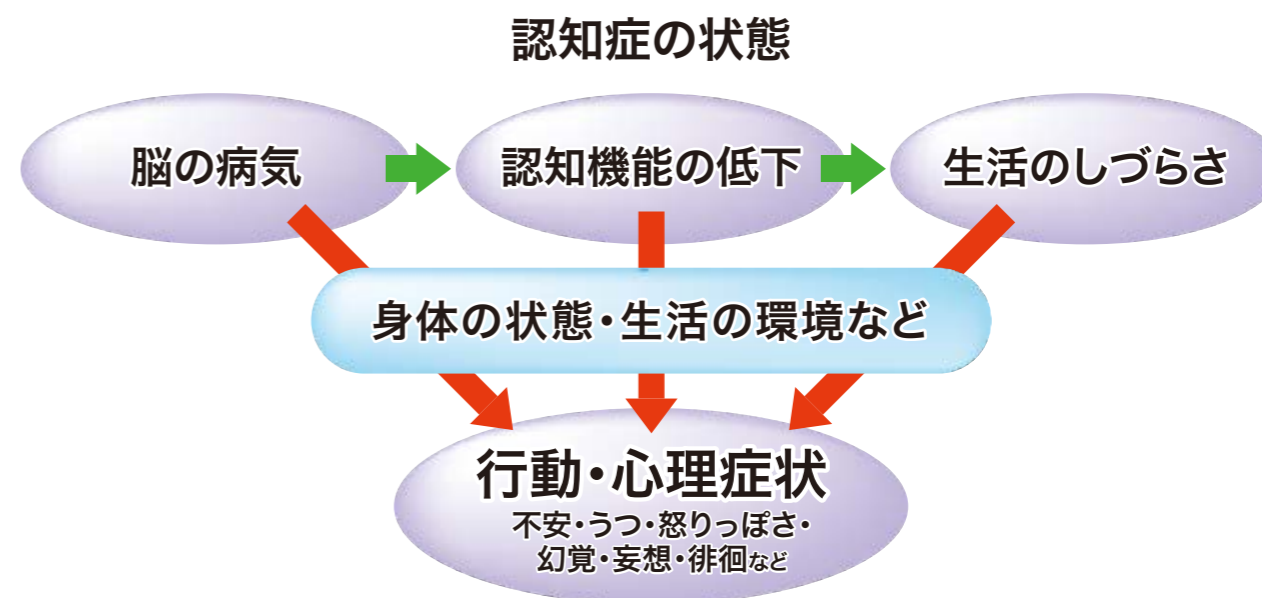 認知症の状態
脳の病気
認知機能の低下
生活のしづらさ
身体の状態・生活の環境など
行動・心理症状
不安・うつ・怒りっぽさ・
幻覚・妄想・徘徊など